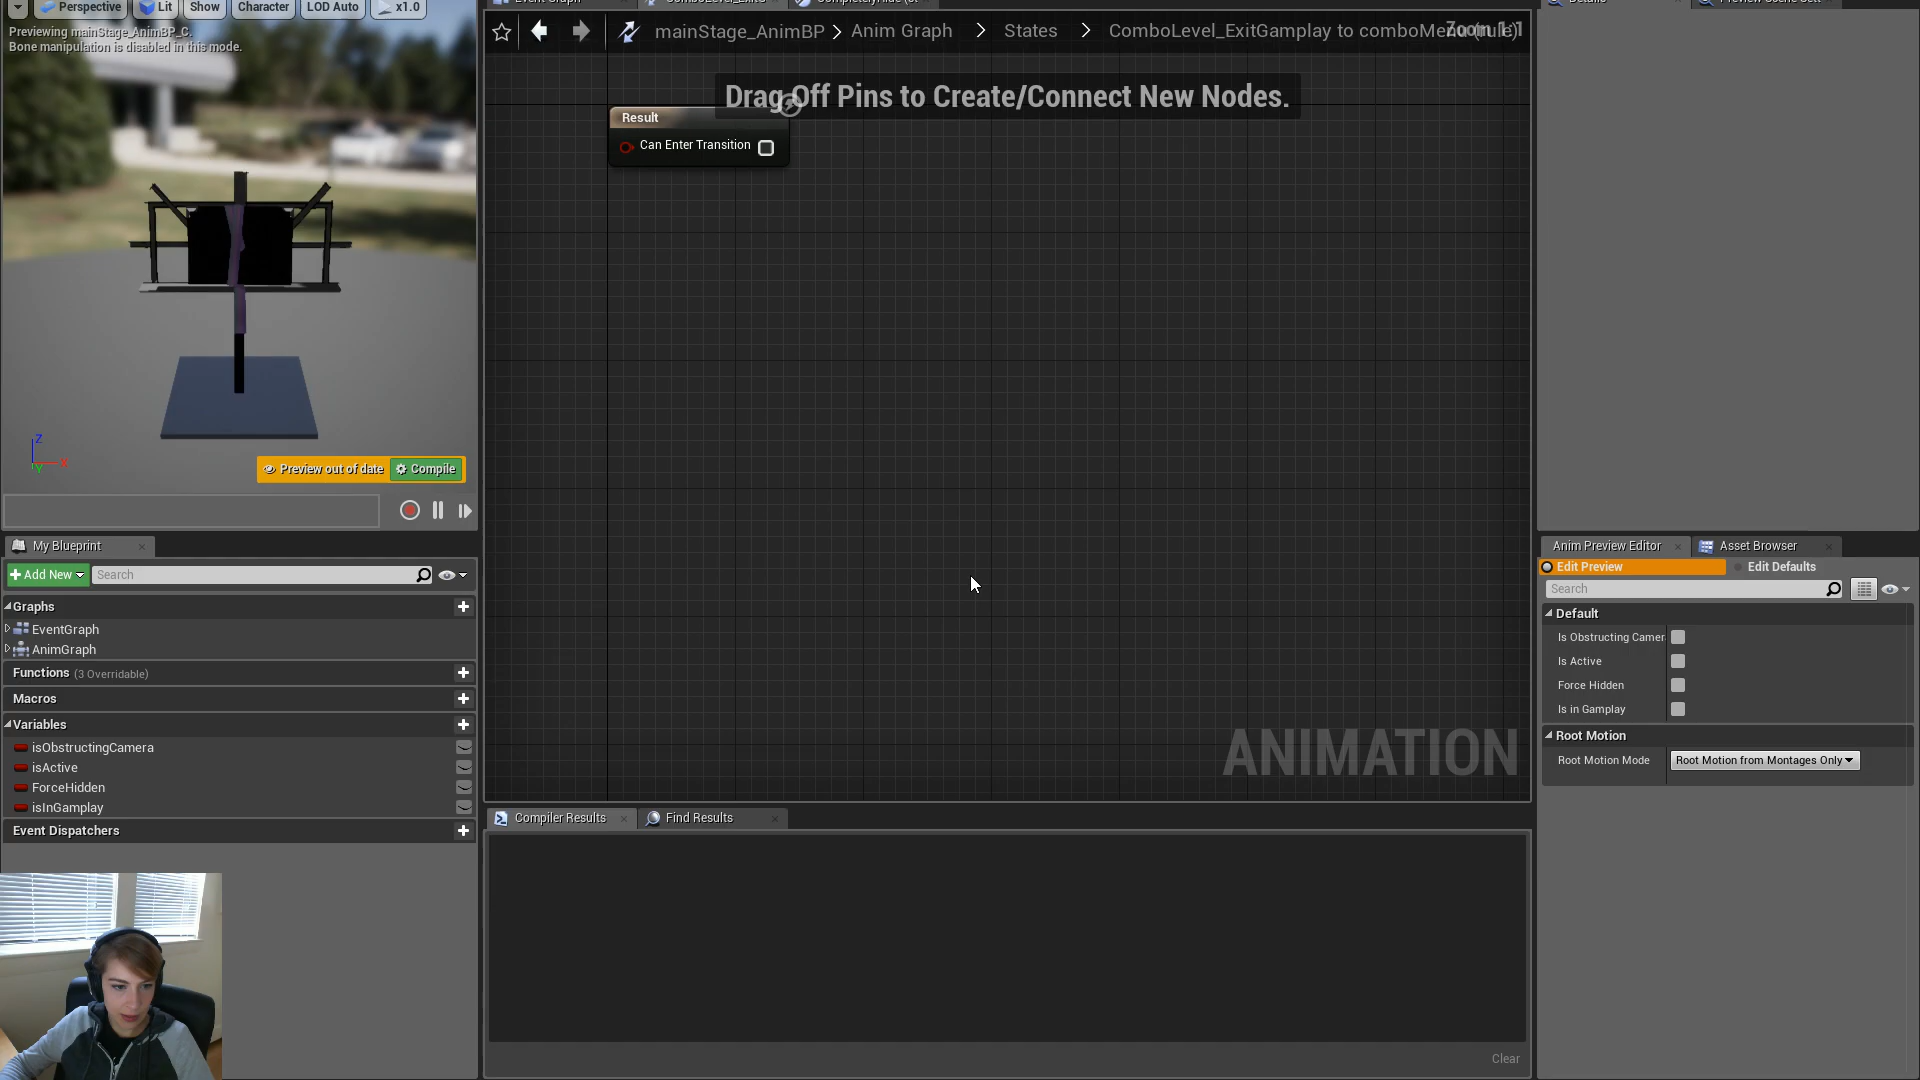 Perspective
Lit
Show
Character
LOD Auto
x1.0
Previewing mainStage_AnimBP_C.
Bone manipulation is disabled in this mode.
Z
X
Y
Preview out of date
Compile
mainStage_AnimBP
Anim Graph
States
ComboLevel_ExitGamplay to comboMenu (rule)
Zoom 1:1
Drag Off Pins to Create/Connect New Nodes.
Result
Can Enter Transition
ANIMATION
My Blueprint
Add New
Search
Graphs
EventGraph
AnimGraph
Functions (3 Overridable)
Macros
Variables
isObstructingCamera
isActive
ForceHidden
isInGamplay
Event Dispatchers
Compiler Results
Find Results
Clear
Anim Preview Editor
Asset Browser
Edit Preview
Edit Defaults
Search
Default
Is Obstructing Camer
Is Active
Force Hidden
Is in Gamplay
Root Motion
Root Motion Mode
Root Motion from Montages Only